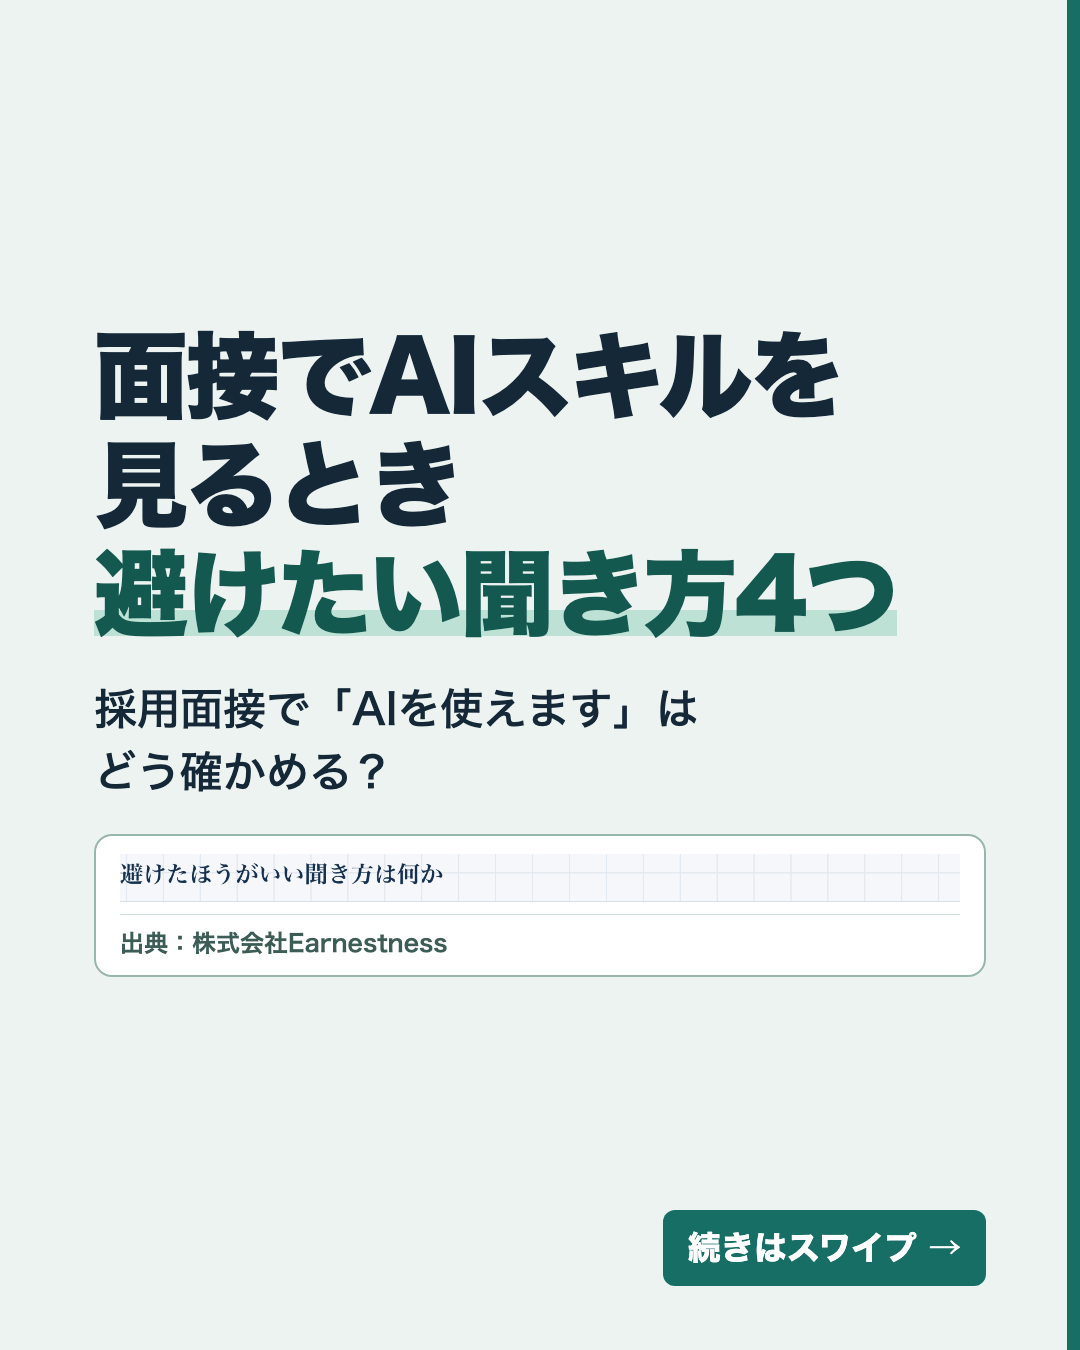 面接でAIスキルを
見るとき
避けたい聞き方4つ
採用面接で「AIを使えます」は
どう確かめる？
避けたほうがいい聞き方は何か
出典：株式会社Earnestness
続きはスワイプ →